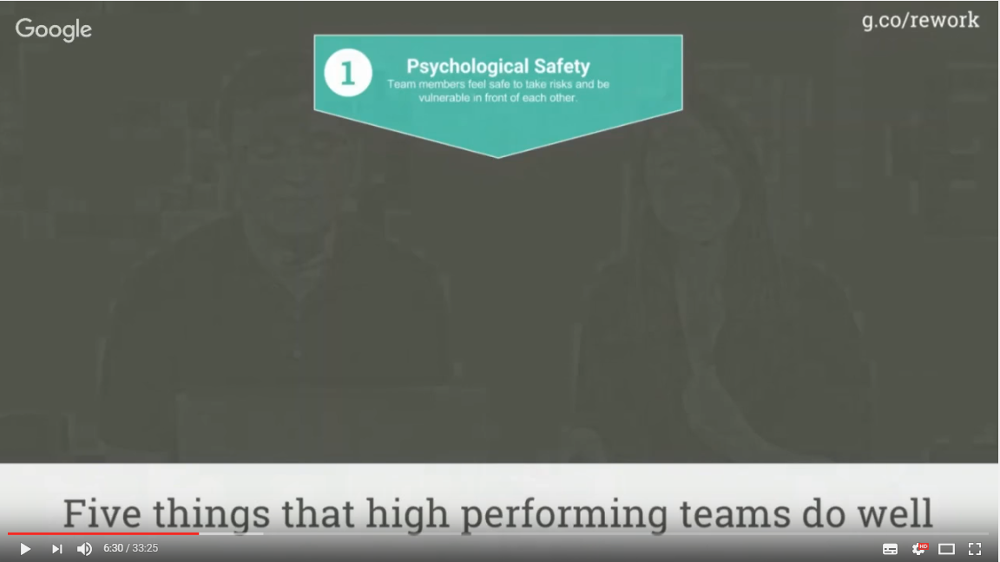 Google
g.co/rework
1
Psychological Safety
Team members feel safe to take risks and be
vulnerable in front of each other.
Five things that high performing teams do well
6:30 / 33:25
HD